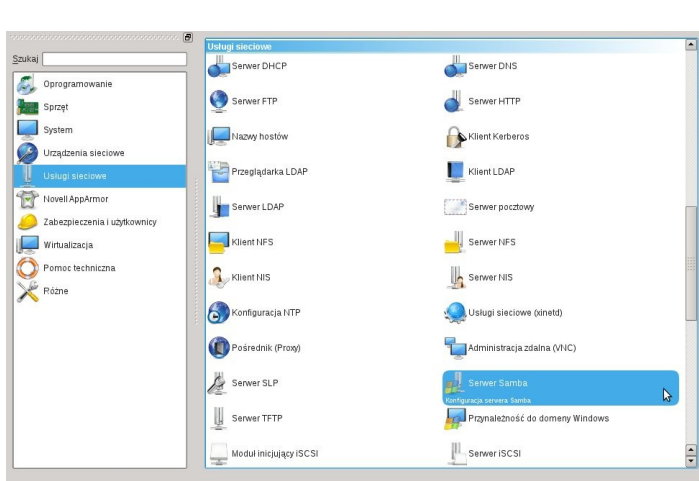 Szukaj
Oprogramowanie
Sprzęt
System
Urządzenia sieciowe
Usługi sieciowe
Novell AppArmor
Zabezpieczenia i użytkownicy
Wirtualizacja
Pomoc techniczna
Różne
Usługi sieciowe
Serwer DHCP
Serwer DNS
Serwer FTP
Serwer HTTP
Nazwy hostów
Klient Kerberos
Przeglądarka LDAP
Klient LDAP
Serwer LDAP
Serwer pocztowy
Klient NFS
Serwer NFS
Klient NIS
Serwer NIS
Konfiguracja NTP
Usługi sieciowe (xinetd)
Pośrednik (Proxy)
Administracja zdalna (VNC)
Serwer SLP
Serwer Samba
Konfiguracja serwera Samba
Serwer TFTP
Przynależność do domeny Windows
Moduł inicjujący iSCSI
Serwer iSCSI